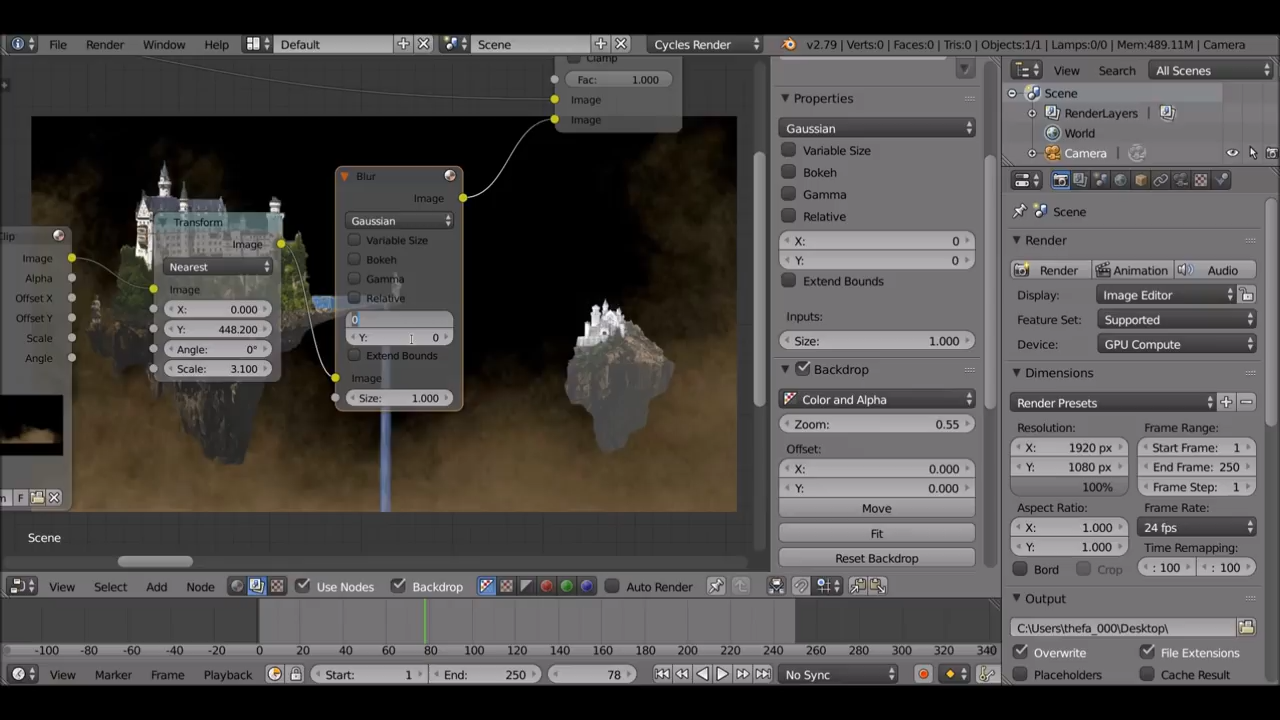 File Render Window Help Default Scene Cycles Render v2.79 | Verts:0 | Faces:0 | Tris:0 | Objects:1/1 | Lamps:0/0 | Mem:489.11M | Camera
Clamp
Fac: 1.000
Image
Image
Blur
Image
Gaussian
Variable Size
Bokeh
Gamma
Relative
0
Y: 0
Extend Bounds
Image
Size: 1.000
Transform
Image
Nearest
Image
X: 0.000
Y: 448.200
Angle: 0°
Scale: 3.100
Clip
Image
Alpha
Offset X
Offset Y
Scale
Angle
F
Scene
Properties
Gaussian
Variable Size
Bokeh
Gamma
Relative
X: 0
Y: 0
Extend Bounds
Inputs:
Size: 1.000
Backdrop
Color and Alpha
Zoom: 0.55
Offset:
X: 0.000
Y: 0.000
Move
Fit
Reset Backdrop
View Search All Scenes
Scene
RenderLayers
World
Camera
Scene
Render
Render Animation Audio
Display: Image Editor
Feature Set: Supported
Device: GPU Compute
Dimensions
Render Presets
Resolution: Frame Range:
X: 1920 px Start Frame: 1
Y: 1080 px End Frame: 250
100% Frame Step: 1
Aspect Ratio: Frame Rate:
X: 1.000 24 fps
Y: 1.000 Time Remapping:
Bord Crop : 100 : 100
Output
C:\Users\thefa_000\Desktop\
Overwrite File Extensions
Placeholders Cache Result
View Select Add Node Use Nodes Backdrop Auto Render
-100 -80 -60 -40 -20 0 20 40 60 80 100 120 140 160 180 200 220 240 260 280 300 320 340
View Marker Frame Playback Start: 1 End: 250 78 No Sync